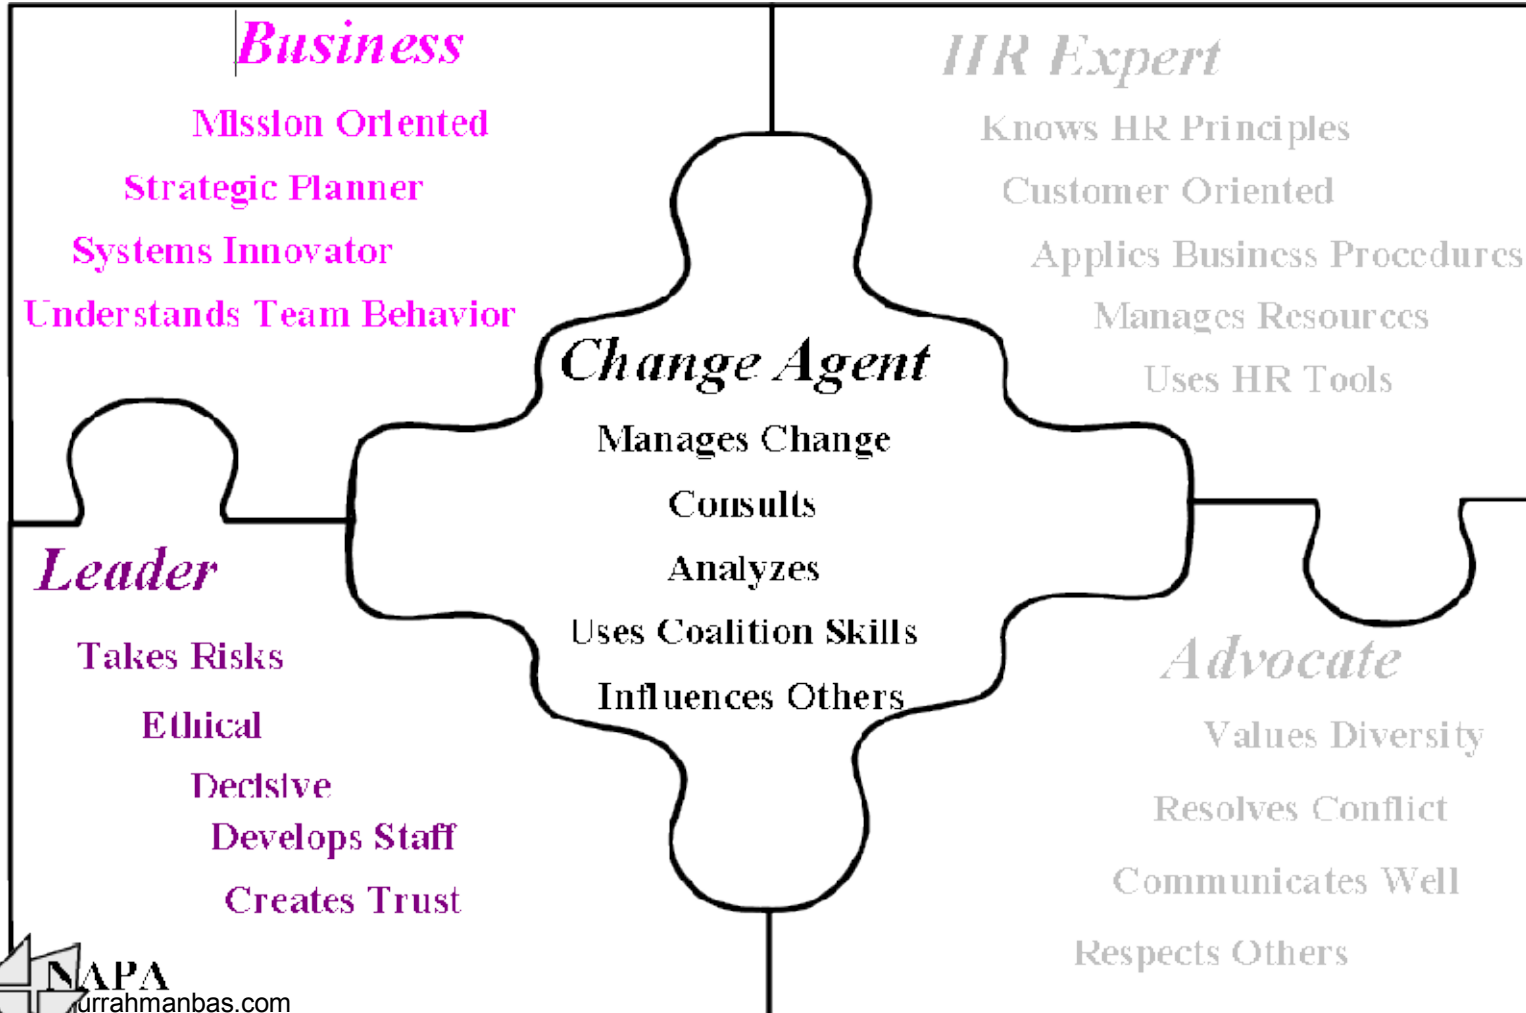 Business
Mission Oriented
Strategic Planner
Systems Innovator
Understands Team Behavior
HR Expert
Knows HR Principles
Customer Oriented
Applies Business Procedures
Manages Resources
Uses HR Tools
Change Agent
Manages Change
Consults
Analyzes
Uses Coalition Skills
Influences Others
Leader
Takes Risks
Ethical
Decisive
Develops Staff
Creates Trust
Advocate
Values Diversity
Resolves Conflict
Communicates Well
Respects Others
NAPA
urrahmanbas.com